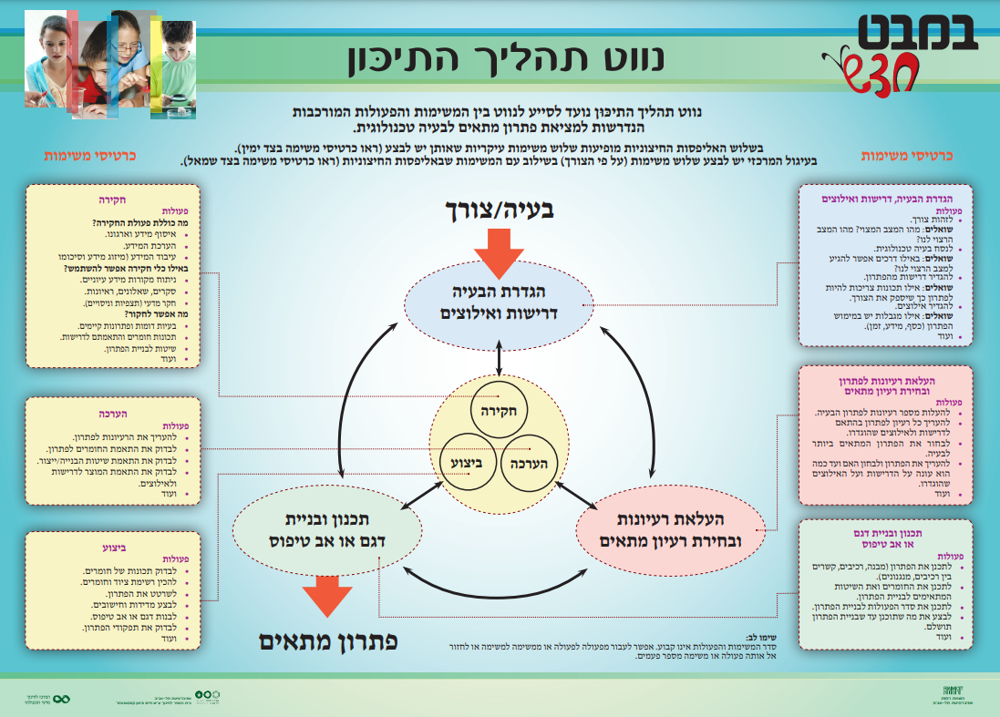 במבט
חדש
נווט תהליך התיכון
נווט תהליך התיכון נועד לסייע לנווט בין המשימות והפעולות המורכבות
הנדרשות למציאת פתרון מתאים לבעיה טכנולוגית.
בשלוש האליפסות החיצוניות מופיעות שלוש משימות עיקריות שאותן יש לבצע (ראו כרטיסי משימה בצד ימין).
בעיגול המרכזי יש לבצע שלוש משימות (על פי הצורך) בשילוב עם המשימות שבאליפסות החיצוניות (ראו כרטיסי משימה בצד שמאל).
כרטיסי משימות
הגדרת הבעיה, דרישות ואילוצים
פעולות
• לזהות צורך.
שואלים: מהו המצב המצוי? מהו המצב
הרצוי לנו?
• לנסח בעיה טכנולוגית.
שואלים: באילו דרכים אפשר להגיע
למצב הרצוי לנו?
• להגדיר דרישות מהפתרון.
שואלים: אילו תכונות צריכות להיות
לפתרון כך שיספק את הצורך.
• להגדיר אילוצים.
שואלים: אילו מגבלות יש במימוש
הפתרון (כסף, מידע, זמן).
• ועוד
העלאת רעיונות לפתרון
ובחירת רעיון מתאים
פעולות
• להעלות מספר רעיונות לפתרון הבעיה.
• להעריך כל רעיון לפתרון בהתאם
לדרישות ולאילוצים שהוגדרו.
• לבחור את הפתרון המתאים ביותר
לבעיה.
• להעריך את הפתרון ולבחון האם ועד כמה
הוא עונה על הדרישות ועל האילוצים
שהוגדרו.
• ועוד
תכנון ובניית דגם
או אב טיפוס
פעולות
• לתכנן את הפתרון (מבנה, רכיבים, קשרים
בין רכיבים, מנגנונים).
• לתכנן את החומרים ואת השיטות
המתאימים לבניית הפתרון.
• לתכנן את סדר הפעולות לבניית הפתרון.
• לבצע את מה שתוכנן עד שבניית הפתרון
תושלם.
• ועוד
בעיה/צורך
הגדרת הבעיה
דרישות ואילוצים
חקירה
הערכה
ביצוע
העלאת רעיונות
ובחירת רעיון מתאים
תכנון ובניית
דגם או אב טיפוס
פתרון מתאים
שימו לב:
סדר המשימות והפעולות אינו קבוע. אפשר לעבור מפעולה לפעולה או ממשימה למשימה או לחזור
אל אותה פעולה או משימה מספר פעמים.
כרטיסי משימות
חקירה
פעולות
מה כוללת פעולת החקירה?
• איסוף מידע וארגונו.
• הערכת המידע.
• עיבוד המידע (מיזוג מידע וסיכומו
באילו כלי חקירה אפשר להשתמש?
• ניתוח מקורות מידע עיוניים.
• סקרים, שאלונים, ראיונות.
• חקר מדעי (תצפיות וניסויים).
מה אפשר לחקור?
• בעיות דומות ופתרונות קיימים.
• תכונות חומרים והתאמתם לדרישות.
• שיטות לבניית הפתרון.
• ועוד
הערכה
פעולות
• להעריך את הרעיונות לפתרון.
• לבדוק את התאמת החומרים לפתרון.
• לבדוק את התאמת שיטות הבנייה/ייצור.
• לבדוק את התאמת המוצר לדרישות
ולאילוצים.
• ועוד
ביצוע
פעולות
• לבדוק תכונות של חומרים.
• להכין רשימת ציוד וחומרים.
• לשרטט את הפתרון.
• לבצע מדידות וחישובים.
• לבנות דגם או אב טיפוס.
• לבדוק את תפקודי הפתרון.
• ועוד
הוצאת רמות
אוניברסיטת תל-אביב
אוניברסיטת תל-אביב
המרכז לחינוך
מדעי וטכנולוגי